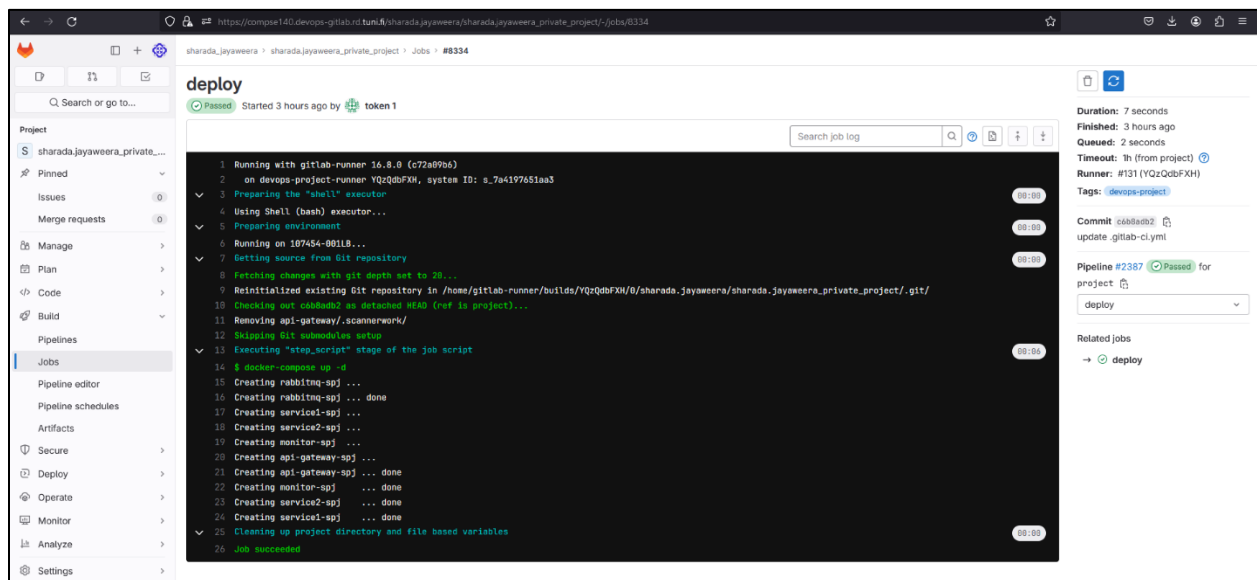 https://compse140.devops-gitlab.rd.tuni.fi/sharada.jayaweera/sharada.jayaweera_private_project/-/jobs/8334
sharada_jayaweera > sharada.jayaweera_private_project > Jobs > #8334
Search or go to...
Project
S sharada.jayaweera_private_...
Pinned
Issues 0
Merge requests 0
Manage
Plan
Code
Build
Pipelines
Jobs
Pipeline editor
Pipeline schedules
Artifacts
Secure
Deploy
Operate
Monitor
Analyze
Settings
deploy
Passed Started 3 hours ago by token 1
Search job log
1 Running with gitlab-runner 16.8.0 (c72a09b6)
2 on devops-project-runner YQzQdbFXH, system ID: s_7a4197651aa3
3 Preparing the "shell" executor 00:00
4 Using Shell (bash) executor...
5 Preparing environment 00:00
6 Running on 107454-001LB...
7 Getting source from Git repository 00:00
8 Fetching changes with git depth set to 20...
9 Reinitialized existing Git repository in /home/gitlab-runner/builds/YQzQdbFXH/0/sharada.jayaweera/sharada.jayaweera_private_project/.git/
10 Checking out c6b8adb2 as detached HEAD (ref is project)...
11 Removing api-gateway/.scannerwork/
12 Skipping Git submodules setup
13 Executing "step_script" stage of the job script 00:06
14 $ docker-compose up -d
15 Creating rabbitmq-spj ...
16 Creating rabbitmq-spj ... done
17 Creating service1-spj ...
18 Creating service2-spj ...
19 Creating monitor-spj ...
20 Creating api-gateway-spj ...
21 Creating api-gateway-spj ... done
22 Creating monitor-spj ... done
23 Creating service2-spj ... done
24 Creating service1-spj ... done
25 Cleaning up project directory and file based variables 00:00
26 Job succeeded
Duration: 7 seconds
Finished: 3 hours ago
Queued: 2 seconds
Timeout: 1h (from project)
Runner: #131 (YQzQdbFXH)
Tags: devops-project
Commit c6b8adb2
update .gitlab-ci.yml
Pipeline #2387 Passed for
project
deploy
Related jobs
deploy